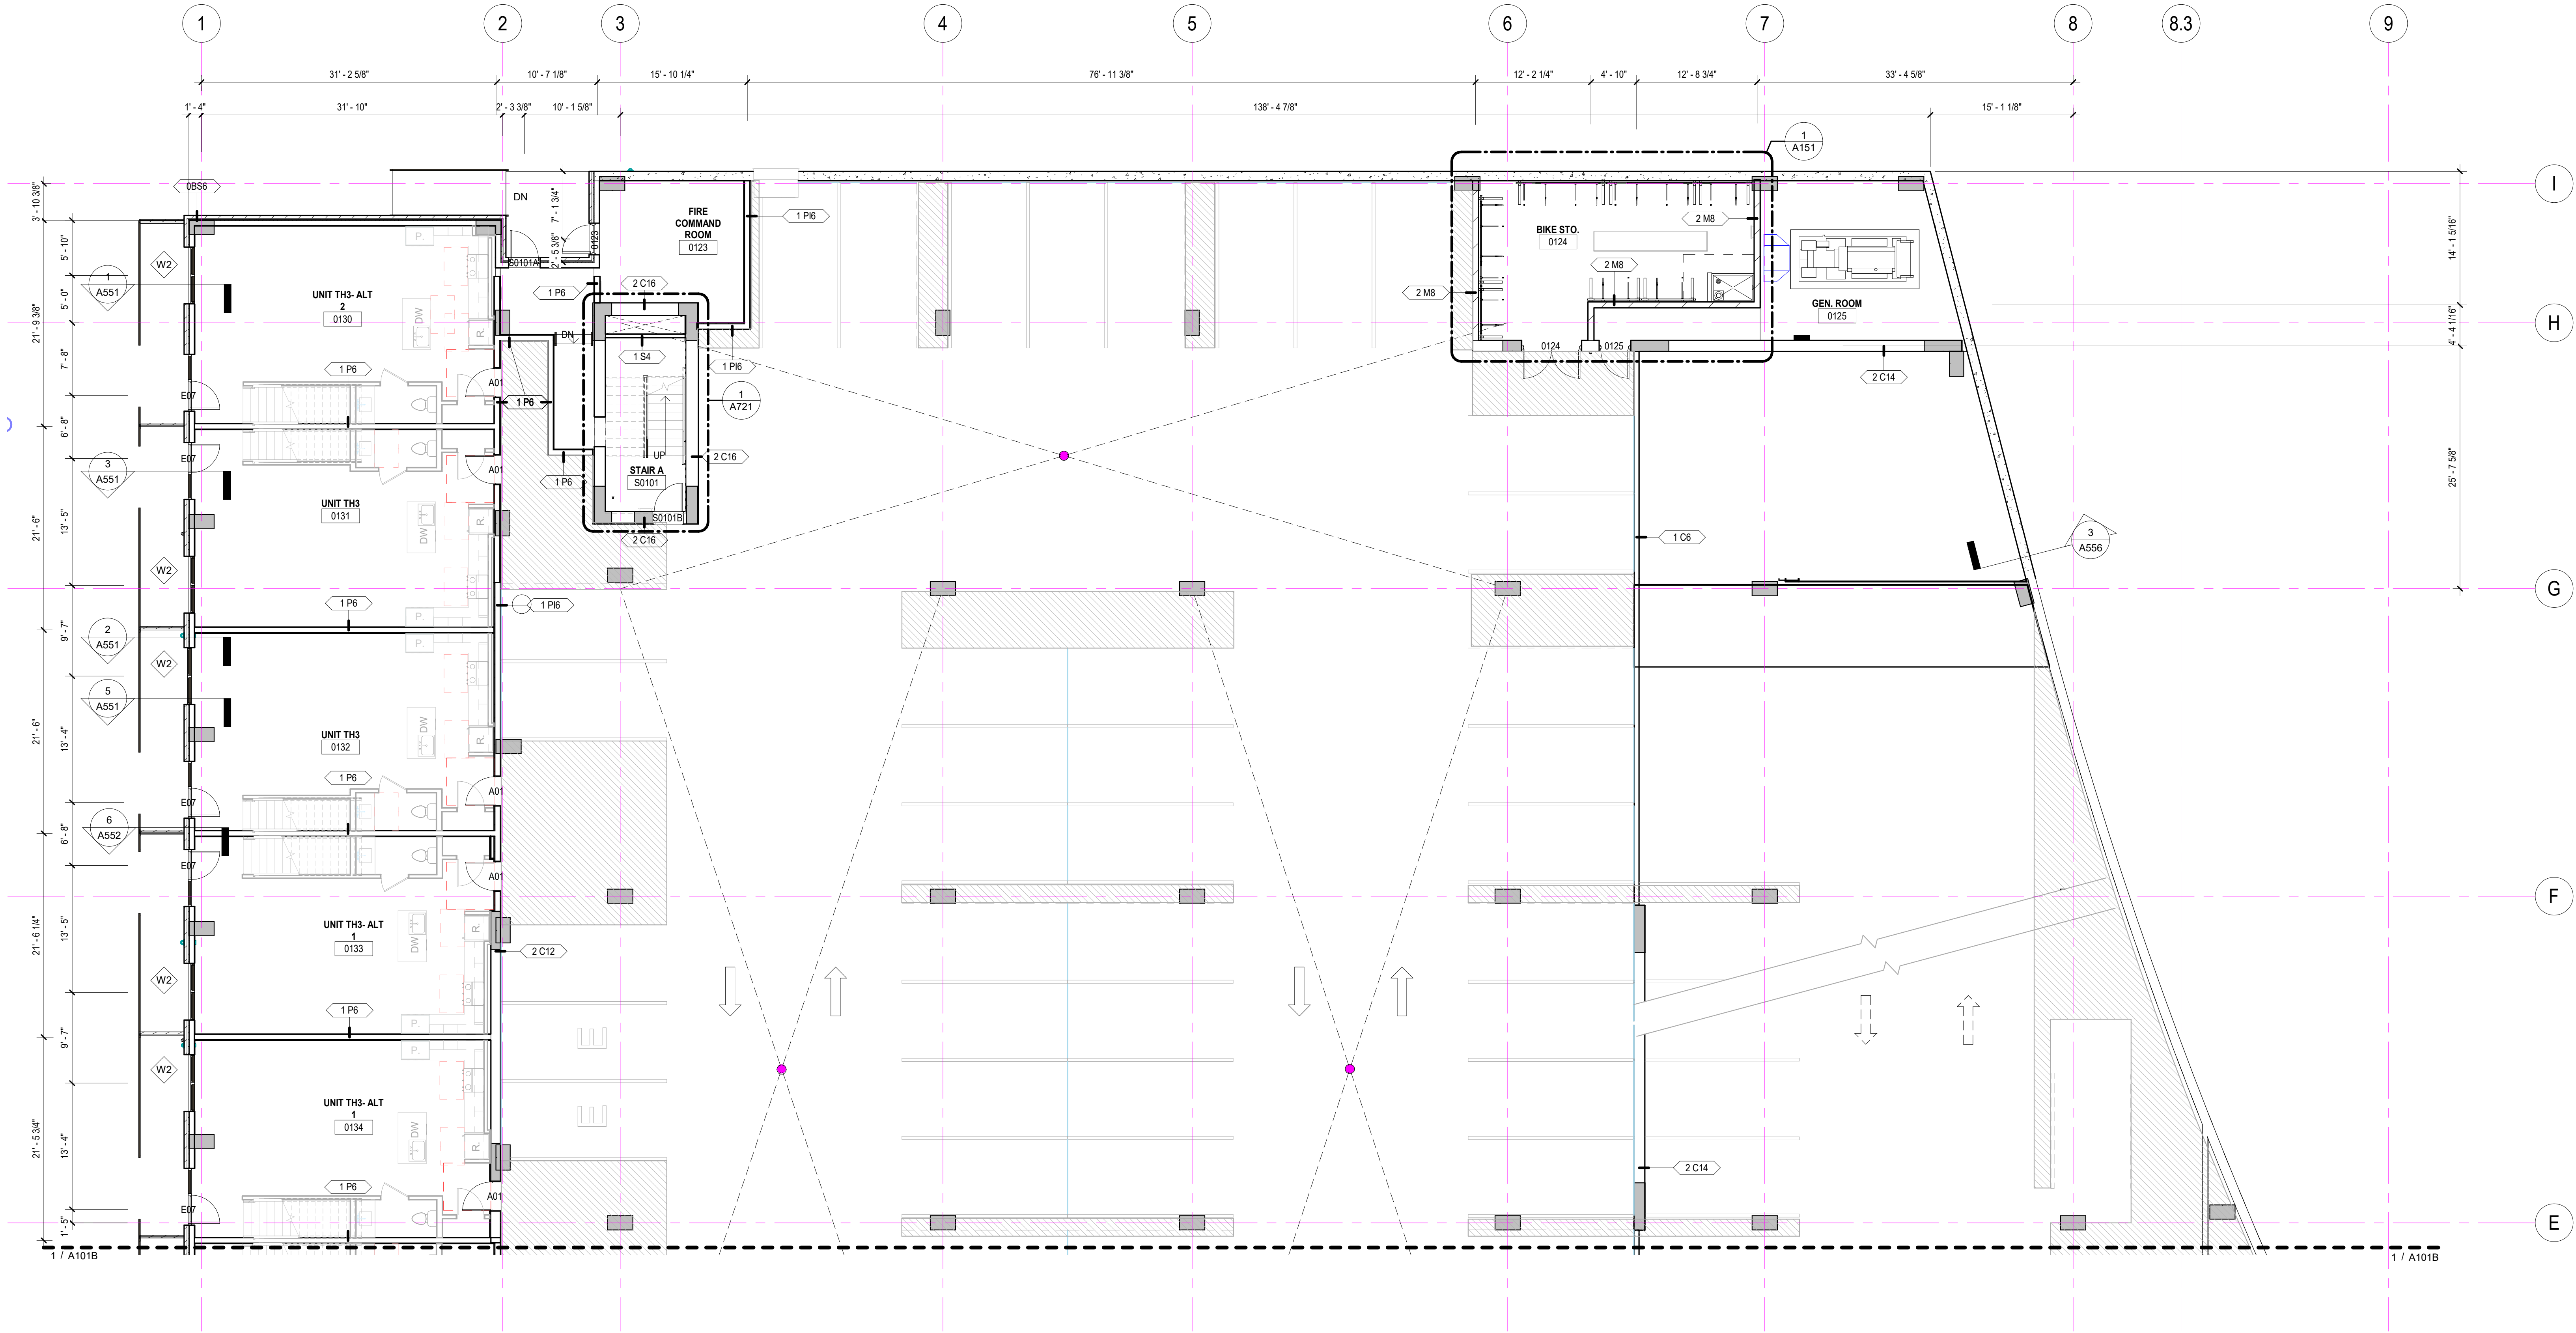 1 2 3 4 5 6 7 8 8.3 9
31' - 2 5/8" 10' - 7 1/8" 15' - 10 1/4" 76' - 11 3/8" 12' - 2 1/4" 4' - 10" 12' - 8 3/4" 33' - 4 5/8"
1' - 4" 31' - 10" 2' - 3 3/8" 10' - 1 5/8" 138' - 4 7/8" 15' - 1 1/8"
1
A151
I
H
G
F
E
14' - 1 5/16"
4' - 4 1/16"
25' - 7 5/8"
3' - 10 3/8"
21' - 9 3/8"
21' - 6"
21' - 6"
21' - 6 1/4"
21' - 5 3/4"
5' - 10"
5' - 0"
7' - 8"
6' - 8"
13' - 5"
9' - 7"
13' - 4"
6' - 8"
13' - 5"
9' - 7"
13' - 4"
1' - 5"
0BS6
W2
1
A551
3
A551
W2
2
A551
W2
5
A551
6
A552
W2
W2
DN
7' - 1 3/4"
2' - 5 3/8"
0123
S0101A
FIRE
COMMAND
ROOM
0123
1 PI6
1 P6
2 C16
DN
1 S4
1 PI6
1
A721
1 P6
UP
STAIR A
S0101
2 C16
1 P6
S0101B
2 C16
BIKE STO.
0124
2 M8
2 M8
2 M8
0124
0125
GEN. ROOM
0125
2 C14
1 C6
3
A556
UNIT TH3- ALT
2
0130
P.
DW
R.
1 P6
E07
A01
E07
A01
UNIT TH3
0131
DW
R.
1 P6
P.
1 PI6
P.
UNIT TH3
0132
DW
R.
1 P6
E07
A01
E07
A01
UNIT TH3- ALT
1
0133
DW
R.
2 C12
1 P6
P.
P.
E
E
UNIT TH3- ALT
1
0134
DW
R.
1 P6
E07
A01
2 C14
1 / A101B
1 / A101B